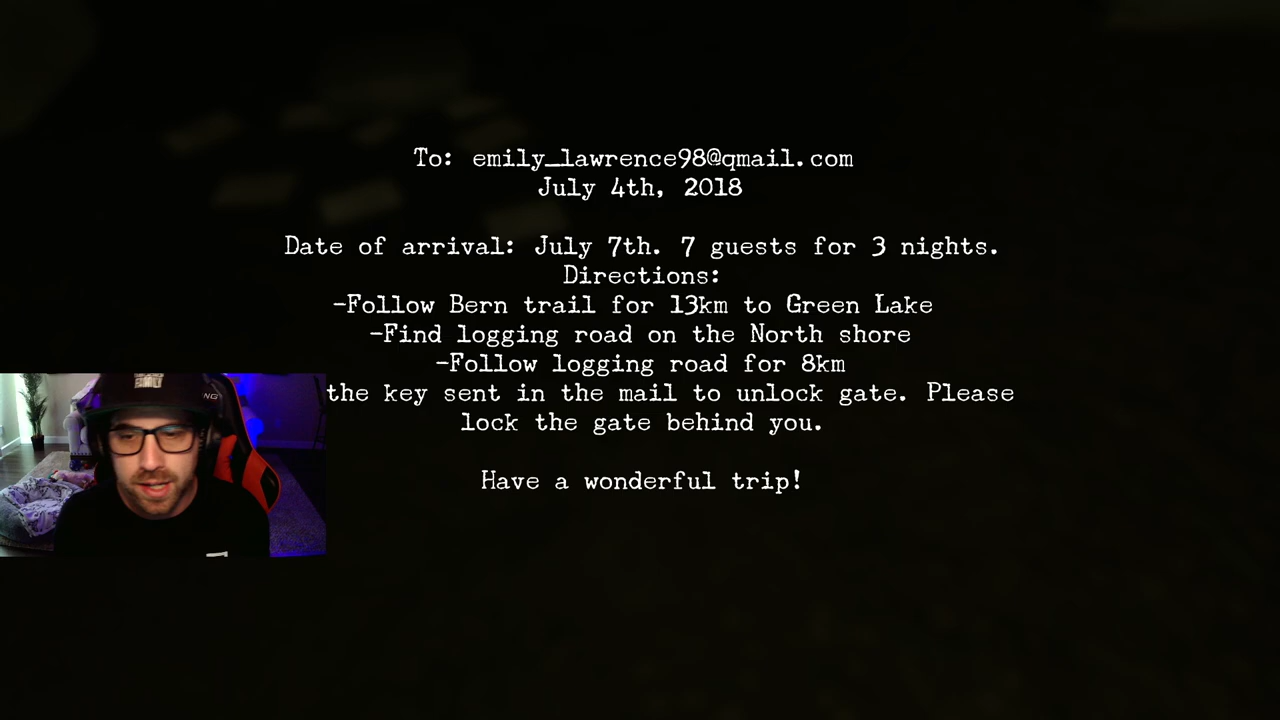 To: emily_lawrence98@qmail.com
July 4th, 2018
Date of arrival: July 7th. 7 guests for 3 nights.
Directions:
-Follow Bern trail for 13km to Green Lake
-Find logging road on the North shore
-Follow logging road for 8km
the key sent in the mail to unlock gate. Please
lock the gate behind you.
Have a wonderful trip!